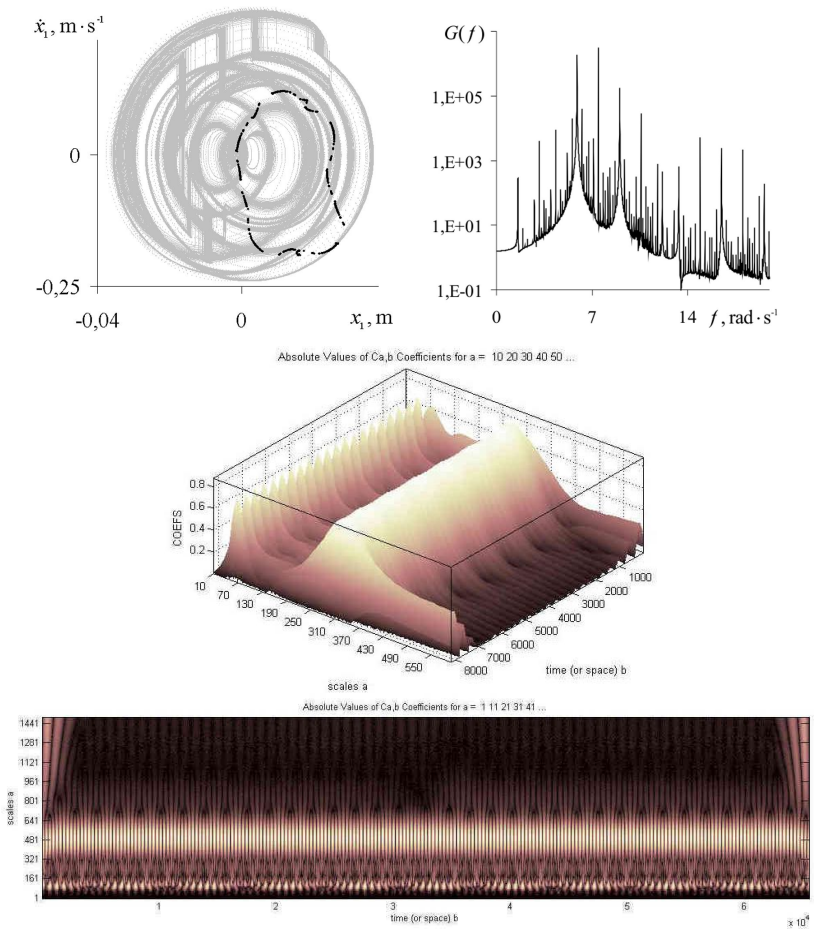 ẋ₁, m·s⁻¹
0
-0,25
-0,04
0
x₁, m
G(f)
1,E+05
1,E+03
1,E+01
1,E-01
0
7
14
f, rad·s⁻¹
Absolute Values of Ca,b Coefficients for a = 10 20 30 40 50 ...
COEFS
0.8
0.6
0.4
0.2
10
70
130
190
250
310
370
430
490
550
scales a
1000
2000
3000
4000
5000
6000
7000
8000
time (or space) b
Absolute Values of Ca,b Coefficients for a = 1 11 21 31 41 ...
scales a
1441
1281
1121
961
801
641
481
321
161
1
1
2
3
4
5
6
time (or space) b
x 10⁴